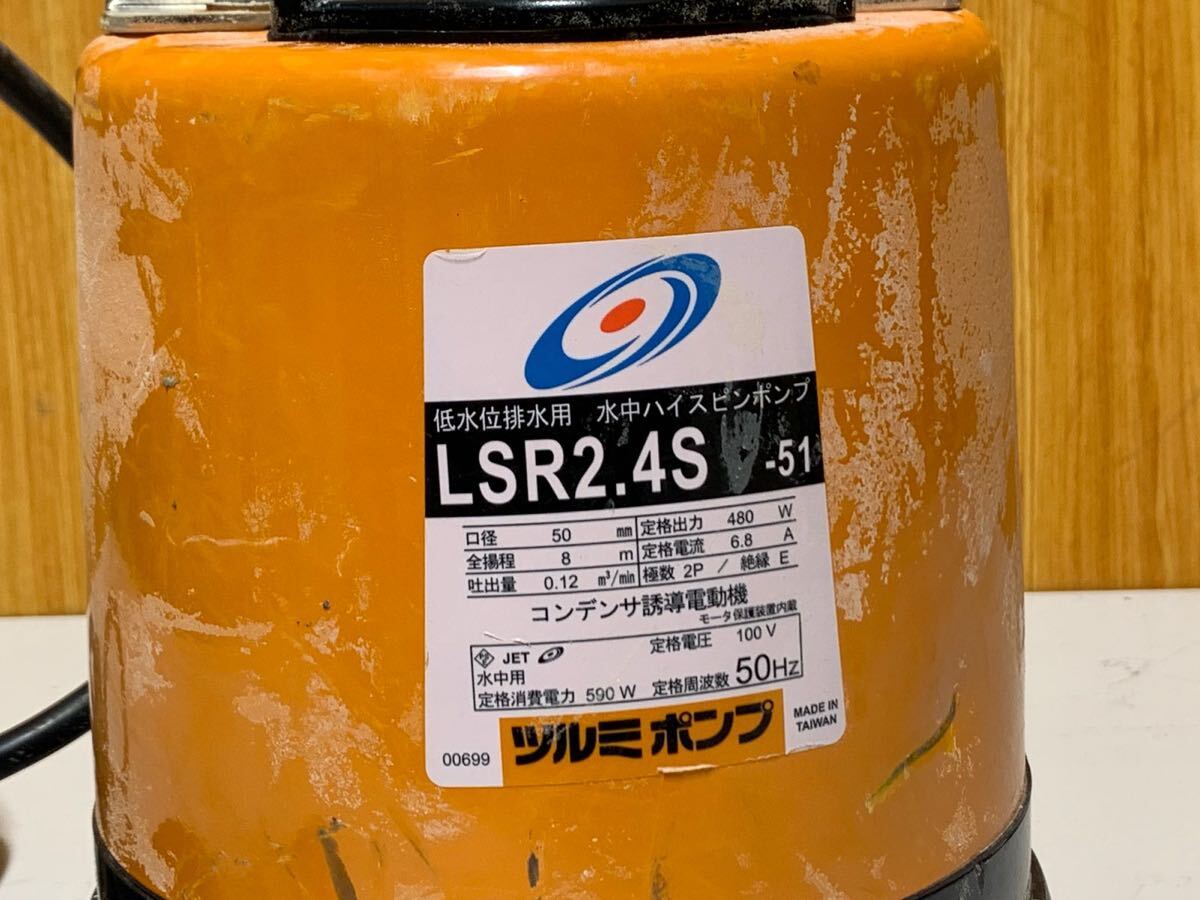 低水位排水用 水中ハイスピンポンプ
LSR2.4S -51
口径 50 mm 定格出力 480 W
全揚程 8 m 定格電流 6.8 A
吐出量 0.12 m³/min 極数 2P / 絶縁 E
コンデンサ誘導電動機
モータ保護装置内蔵
JET 定格電圧 100 V
水中用
定格消費電力 590 W 定格周波数 50Hz
00699 ツルミポンプ MADE IN
TAIWAN